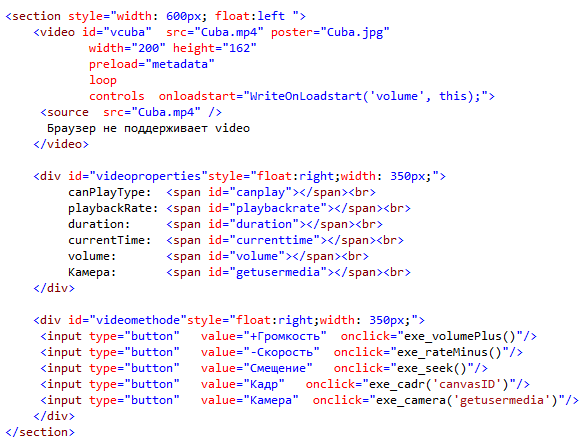 <section style="width: 600px; float:left ">
<video id="vcuba"  src="Cuba.mp4" poster="Cuba.jpg"
width="200" height="162"
preload="metadata"
loop
controls  onloadstart="WriteOnLoadstart('volume', this);">
<source  src="Cuba.mp4" />
Браузер не поддерживает video
</video>
<div id="videoproperties"style="float:right;width: 350px;">
canPlayType:  <span id="canplay"></span><br>
playbackRate: <span id="playbackrate"></span><br>
duration:     <span id="duration"></span><br>
currentTime:  <span id="currenttime"></span><br>
volume:       <span id="volume"></span><br>
Камера:       <span id="getusermedia"></span><br>
</div>
<div id="videomethode"style="float:right;width: 350px;">
<input type="button"   value="+Громкость"  onclick="exe_volumePlus()"/>
<input type="button"   value="-Скорость"  onclick="exe_rateMinus()"/>
<input type="button"   value="Смещение"   onclick="exe_seek()"/>
<input type="button"   value="Кадр"   onclick="exe_cadr('canvasID')"/>
<input type="button"   value="Камера"  onclick="exe_camera('getusermedia')"/>
</div>
</section>